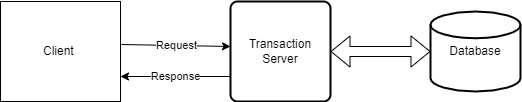 Client
Request
Response
Transaction
Server
Database